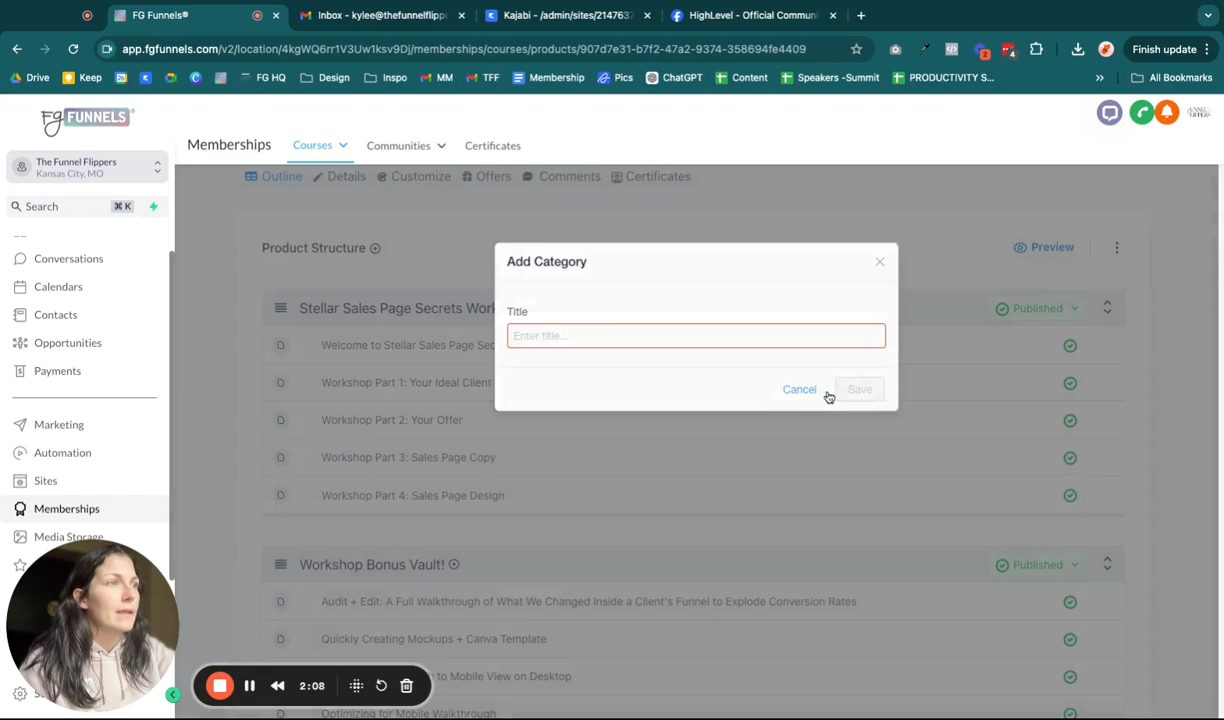 FG Funnels®
Inbox - kylee@thefunnelflipp
Kajabi - /admin/sites/2147637
HighLevel - Official Communi
app.fgfunnels.com/v2/location/4kgWQ6rr1V3Uw1ksv9Dj/memberships/courses/products/907d7e31-b7f2-47a2-9374-358694fe4409
2
4
Finish update
Drive
Keep
FG HQ
Design
Inspo
MM
TFF
Membership
Pics
ChatGPT
Content
Speakers -Summit
PRODUCTIVITY S...
»
All Bookmarks
FG FUNNELS®
Memberships
Courses
Communities
Certificates
The Funnel Flippers
Kansas City, MO
Search
⌘ K
Conversations
Calendars
Contacts
Opportunities
Payments
Marketing
Automation
Sites
Memberships
Media Storage
Outline
Details
Customize
Offers
Comments
Certificates
Product Structure
Preview
Stellar Sales Page Secrets Work
Published
Welcome to Stellar Sales Page Sec
Workshop Part 1: Your Ideal Client
Workshop Part 2: Your Offer
Workshop Part 3: Sales Page Copy
Workshop Part 4: Sales Page Design
Add Category
Title
Enter title...
Cancel
Save
Workshop Bonus Vault!
Published
Audit + Edit: A Full Walkthrough of What We Changed Inside a Client's Funnel to Explode Conversion Rates
Quickly Creating Mockups + Canva Template
to Mobile View on Desktop
Optimizing for Mobile Walkthrough
2:08